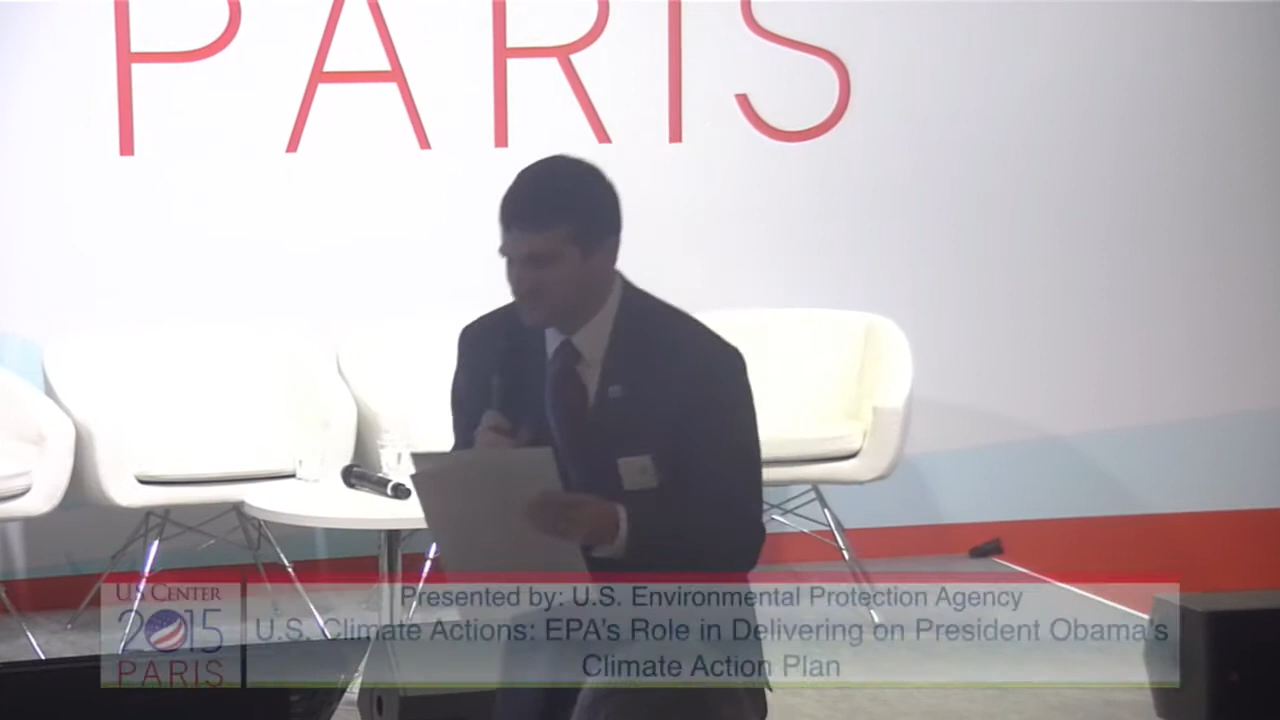 PARIS
U.S. CENTER
2015
PARIS
Presented by: U.S. Environmental Protection Agency
U.S. Climate Actions: EPA's Role in Delivering on President Obama's
Climate Action Plan